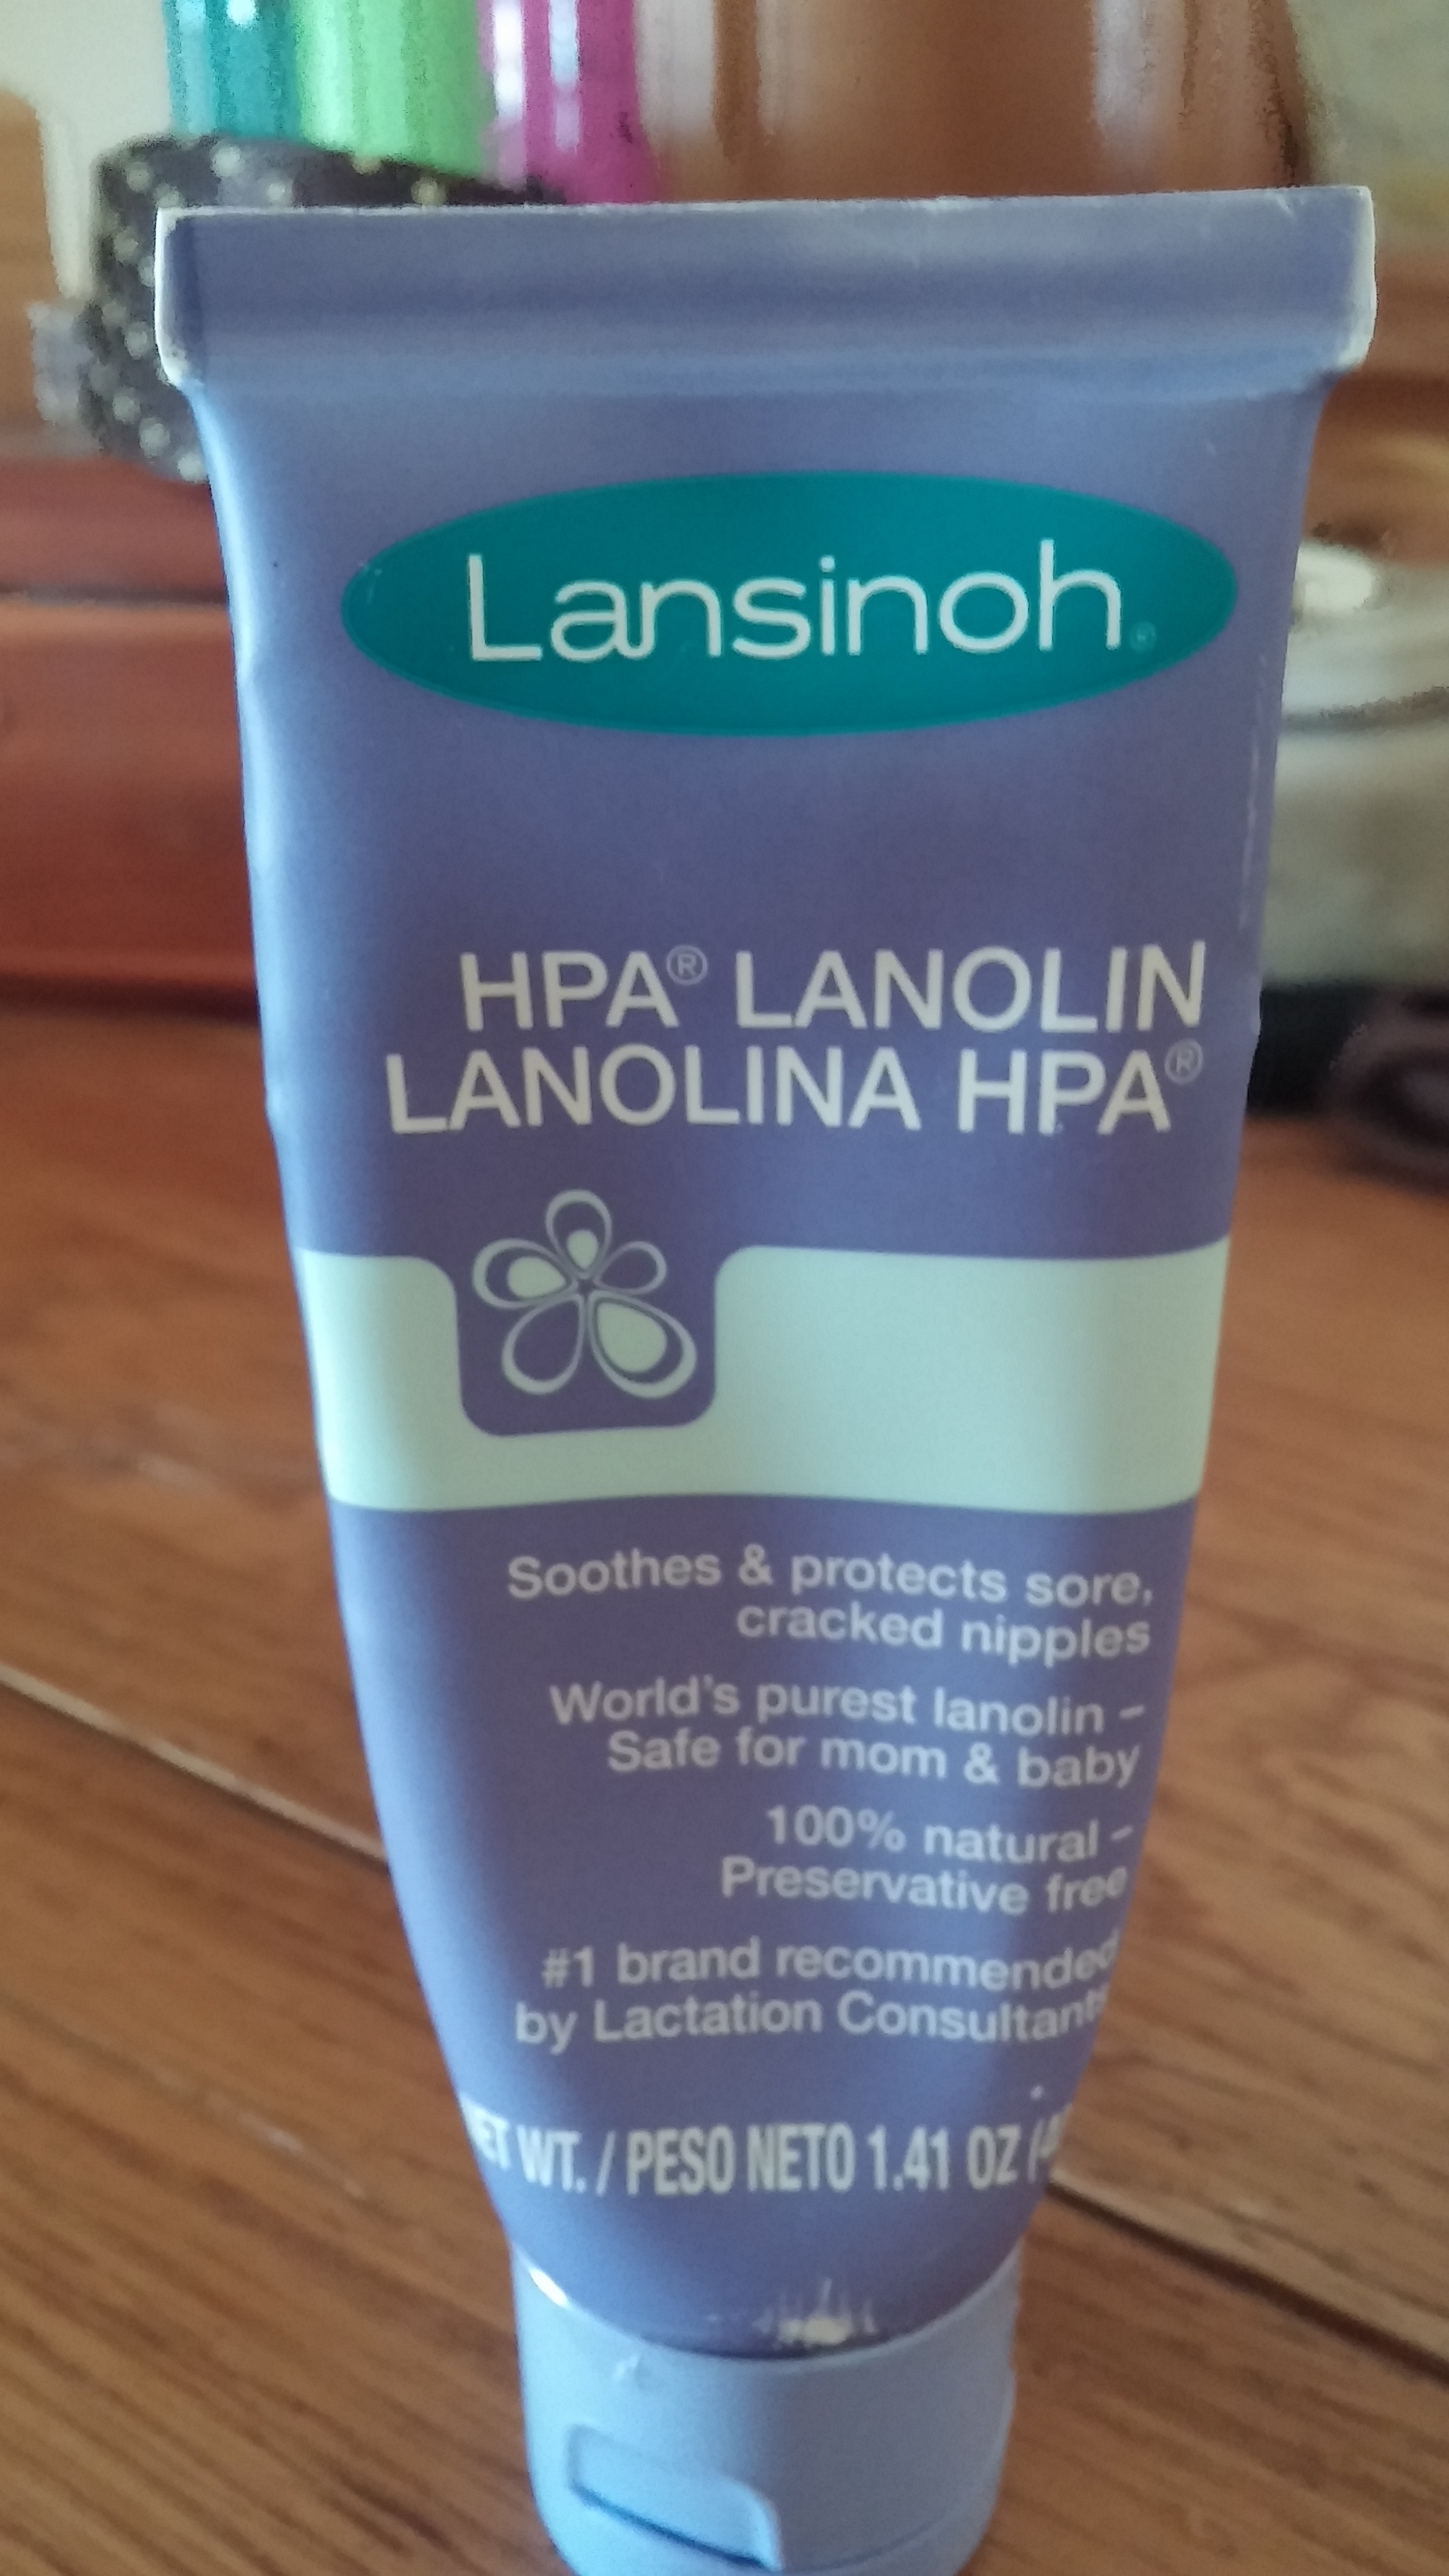 Lansinoh®
HPA® LANOLIN
LANOLINA HPA®
Soothes & protects sore,
cracked nipples
World's purest lanolin –
Safe for mom & baby
100% natural –
Preservative free
#1 brand recommended
by Lactation Consultants
WT. / PESO NETO 1.41 OZ